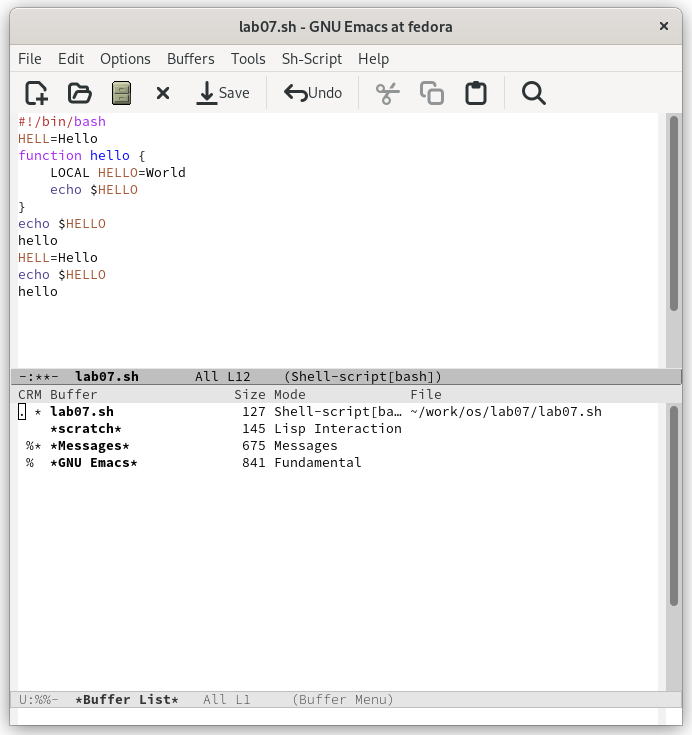 lab07.sh - GNU Emacs at fedora
File Edit Options Buffers Tools Sh-Script Help
Save Undo
#!/bin/bash
HELL=Hello
function hello {
    LOCAL HELLO=World
    echo $HELLO
}
echo $HELLO
hello
HELL=Hello
echo $HELLO
hello
-:**-  lab07.sh       All L12    (Shell-script[bash])
CRM Buffer                 Size Mode             File
. * lab07.sh                127 Shell-script[ba… ~/work/os/lab07/lab07.sh
    *scratch*               145 Lisp Interaction
 %* *Messages*              675 Messages
 %  *GNU Emacs*             841 Fundamental
U:%%-  *Buffer List*   All L1     (Buffer Menu)